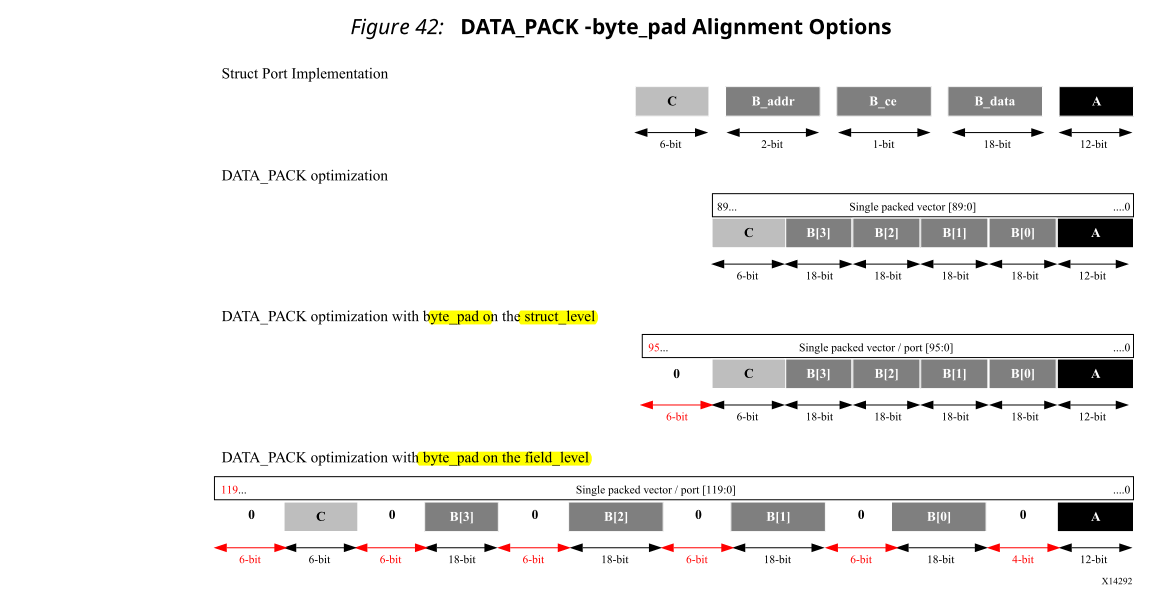 Figure 42: DATA_PACK -byte_pad Alignment Options
Struct Port Implementation
C B_addr B_ce B_data A
6-bit 2-bit 1-bit 18-bit 12-bit
DATA_PACK optimization
89... Single packed vector [89:0] ....0
C B[3] B[2] B[1] B[0] A
6-bit 18-bit 18-bit 18-bit 18-bit 12-bit
DATA_PACK optimization with byte_pad on the struct_level
95... Single packed vector / port [95:0] ....0
0 C B[3] B[2] B[1] B[0] A
6-bit 6-bit 18-bit 18-bit 18-bit 18-bit 12-bit
DATA_PACK optimization with byte_pad on the field_level
119... Single packed vector / port [119:0] ....0
0 C 0 B[3] 0 B[2] 0 B[1] 0 B[0] 0 A
6-bit 6-bit 6-bit 18-bit 6-bit 18-bit 6-bit 18-bit 6-bit 18-bit 4-bit 12-bit
X14292